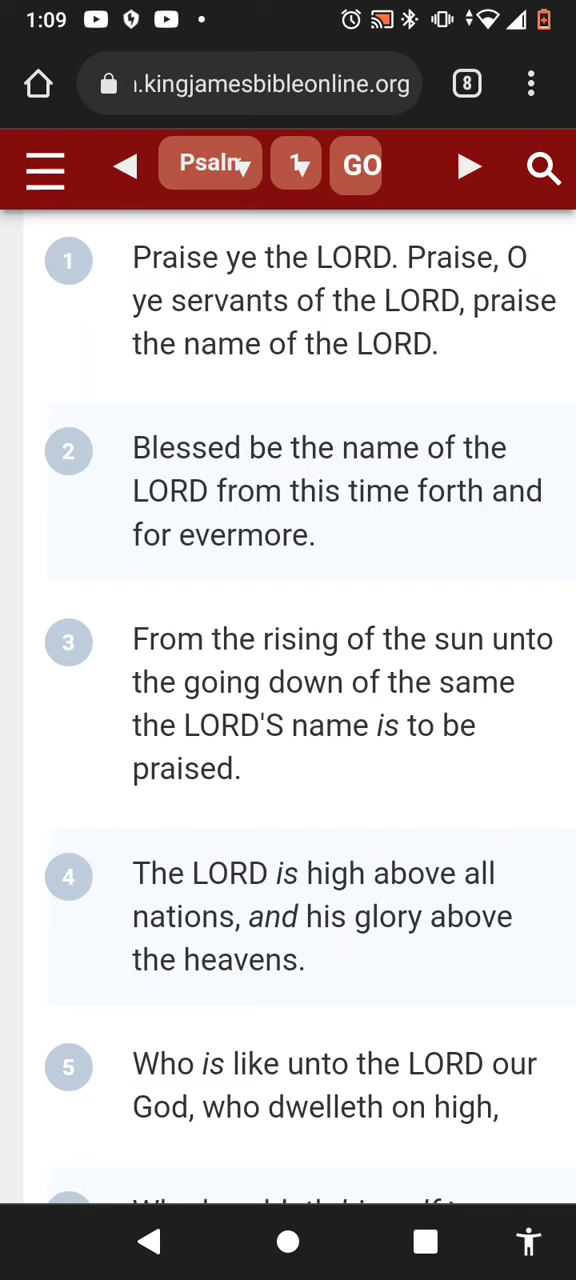 1:09
.kingjamesbibleonline.org
8
Psalm
1
GO
1
Praise ye the LORD. Praise, O
ye servants of the LORD, praise
the name of the LORD.
2
Blessed be the name of the
LORD from this time forth and
for evermore.
3
From the rising of the sun unto
the going down of the same
the LORD'S name is to be
praised.
4
The LORD is high above all
nations, and his glory above
the heavens.
5
Who is like unto the LORD our
God, who dwelleth on high,